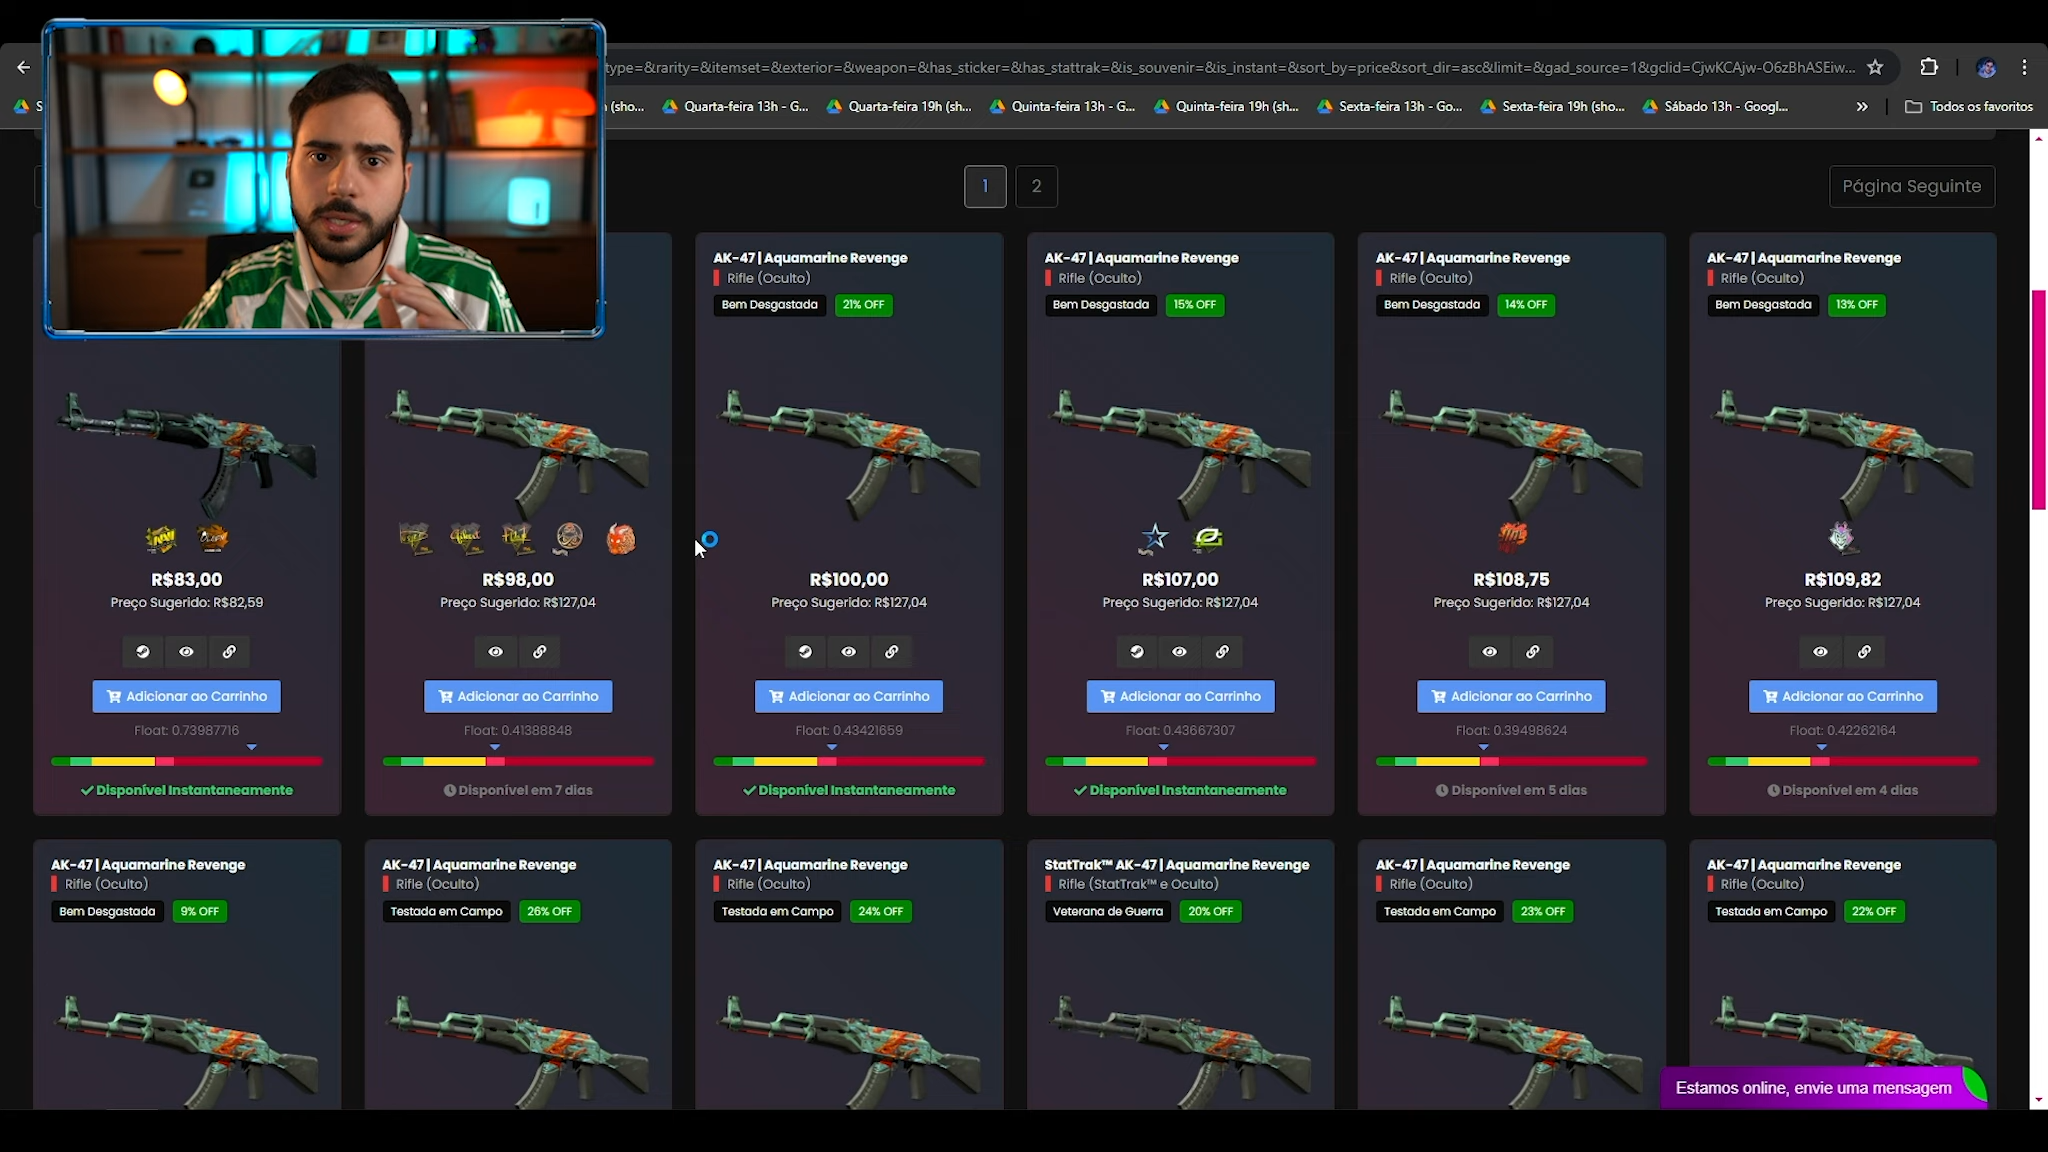 type=&rarity=&itemset=&exterior=&weapon=&has_sticker=&has_stattrak=&is_souvenir=&is_instant=&sort_by=price&sort_dir=asc&limit=&gad_source=1&gclid=CjwKCAjw-O6zBhASEiw...
S
(sho...
Quarta-feira 13h - G...
Quarta-feira 19h (sh...
Quinta-feira 13h - G...
Quinta-feira 19h (sho...
Sexta-feira 13h - Go...
Sexta-feira 19h (sho...
Sábado 13h - Googl...
Todos os favoritos
1
2
Página Seguinte
AK-47 | Aquamarine Revenge
Rifle (Oculto)
Bem Desgastada 21% OFF
AK-47 | Aquamarine Revenge
Rifle (Oculto)
Bem Desgastada 15% OFF
AK-47 | Aquamarine Revenge
Rifle (Oculto)
Bem Desgastada 14% OFF
AK-47 | Aquamarine Revenge
Rifle (Oculto)
Bem Desgastada 13% OFF
R$83,00
Preço Sugerido: R$82,59
Adicionar ao Carrinho
Float: 0.73987716
Disponível Instantaneamente
R$98,00
Preço Sugerido: R$127,04
Adicionar ao Carrinho
Float: 0.41388848
Disponível em 7 dias
R$100,00
Preço Sugerido: R$127,04
Adicionar ao Carrinho
Float: 0.43421659
Disponível Instantaneamente
R$107,00
Preço Sugerido: R$127,04
Adicionar ao Carrinho
Float: 0.43667307
Disponível Instantaneamente
R$108,75
Preço Sugerido: R$127,04
Adicionar ao Carrinho
Float: 0.39498624
Disponível em 5 dias
R$109,82
Preço Sugerido: R$127,04
Adicionar ao Carrinho
Float: 0.42262164
Disponível em 4 dias
AK-47 | Aquamarine Revenge
Rifle (Oculto)
Bem Desgastada 9% OFF
AK-47 | Aquamarine Revenge
Rifle (Oculto)
Testada em Campo 26% OFF
AK-47 | Aquamarine Revenge
Rifle (Oculto)
Testada em Campo 24% OFF
StatTrak™ AK-47 | Aquamarine Revenge
Rifle (StatTrak™ e Oculto)
Veterana de Guerra 20% OFF
AK-47 | Aquamarine Revenge
Rifle (Oculto)
Testada em Campo 23% OFF
AK-47 | Aquamarine Revenge
Rifle (Oculto)
Testada em Campo 22% OFF
Estamos online, envie uma mensagem